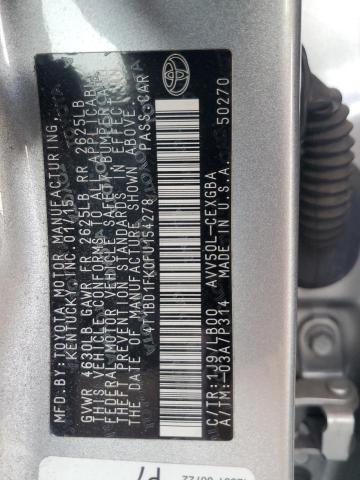 MFD.BY: TOYOTA MOTOR MANUFACTURING,
KENTUCKY, INC. 01/15
GVWR 4630LB GAWR FR 2625LB RR 2625LB
THIS VEHICLE CONFORMS TO ALL APPLICABLE
FEDERAL MOTOR VEHICLE SAFETY, BUMPER, AND
THEFT PREVENTION STANDARDS IN EFFECT ON
THE DATE OF MANUFACTURE SHOWN ABOVE.
4T1BD1FK0FU154278 PASS.CAR
C/TR: 1J9/LB00 AVV50L-CEXGBA
A/TM: -03A/P314 MADE IN U.S.A. 50270
TOYOTA